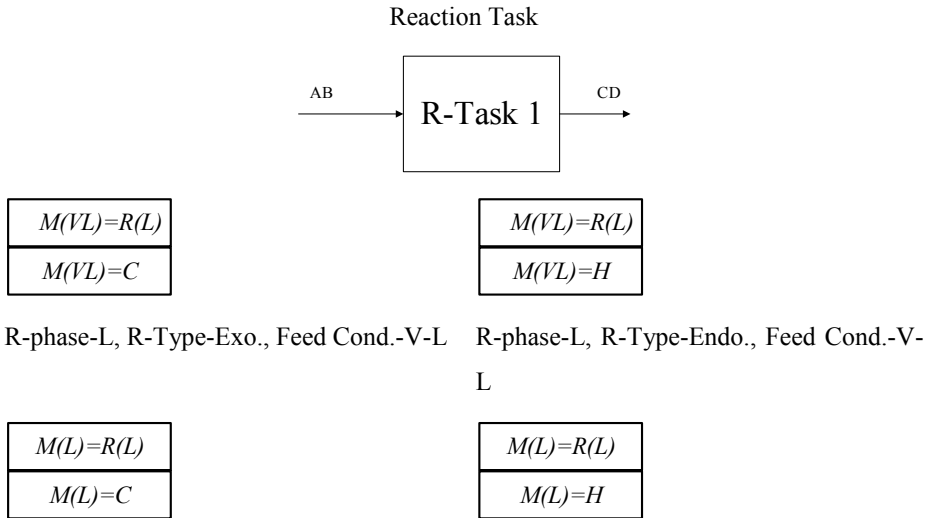 Reaction Task
AB
R-Task 1
CD
M(VL)=R(L)
M(VL)=C
M(VL)=R(L)
M(VL)=H
R-phase-L, R-Type-Exo., Feed Cond.-V-L
R-phase-L, R-Type-Endo., Feed Cond.-V-
L
M(L)=R(L)
M(L)=C
M(L)=R(L)
M(L)=H